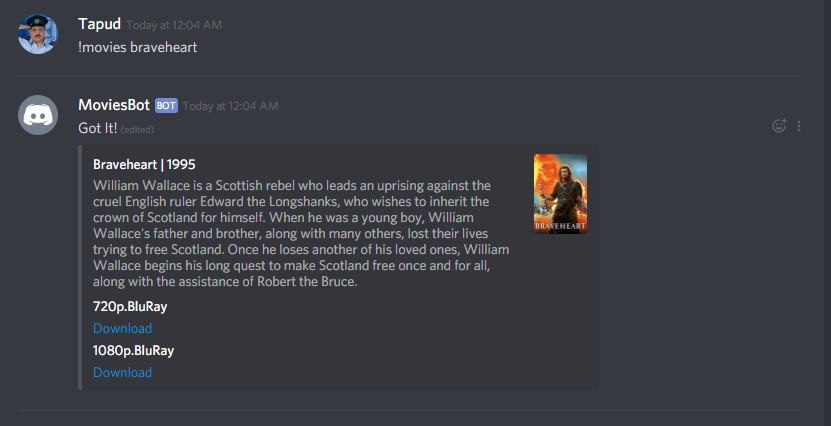 Tapud Today at 12:04 AM
!movies braveheart
MoviesBot BOT Today at 12:04 AM
Got It! (edited)
Braveheart | 1995
William Wallace is a Scottish rebel who leads an uprising against the
cruel English ruler Edward the Longshanks, who wishes to inherit the
crown of Scotland for himself. When he was a young boy, William
Wallace's father and brother, along with many others, lost their lives
trying to free Scotland. Once he loses another of his loved ones, William
Wallace begins his long quest to make Scotland free once and for all,
along with the assistance of Robert the Bruce.
BRAVEHEART
720p.BluRay
Download
1080p.BluRay
Download